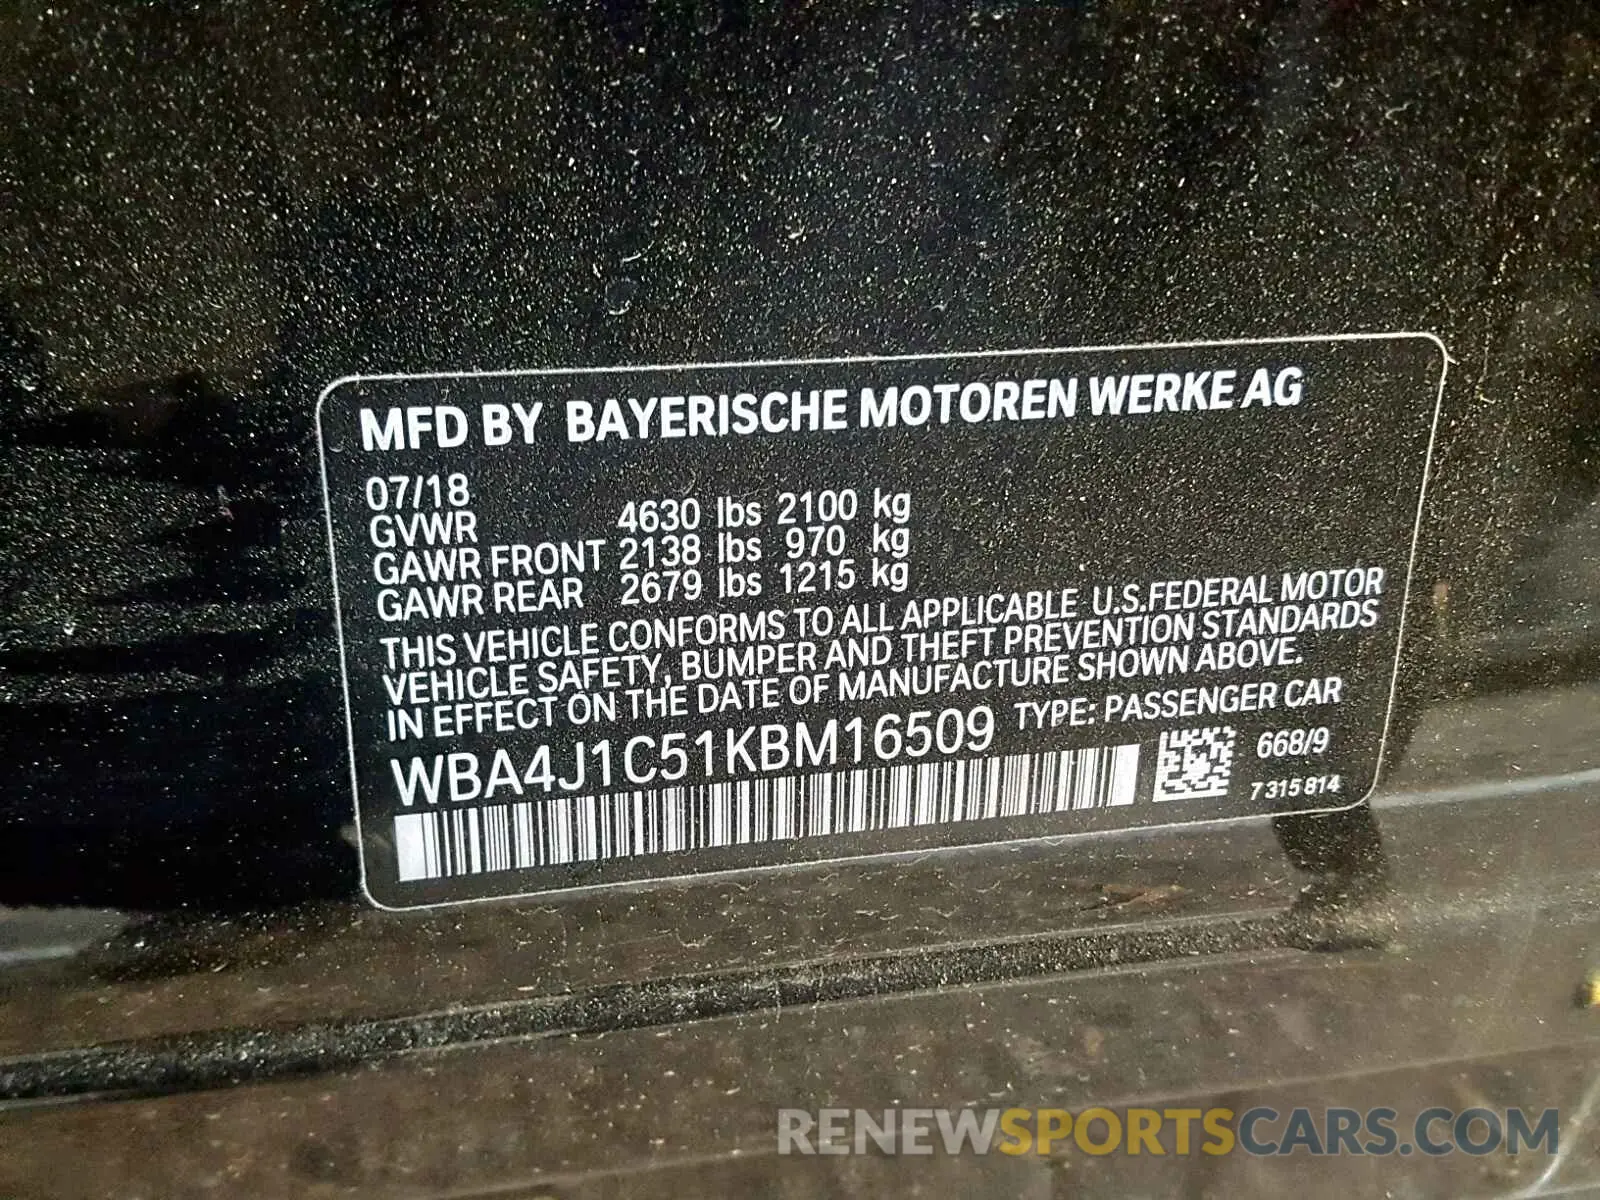 MFD BY BAYERISCHE MOTOREN WERKE AG
07/18
GVWR 4630 lbs 2100 kg
GAWR FRONT 2138 lbs 970 kg
GAWR REAR 2679 lbs 1215 kg
THIS VEHICLE CONFORMS TO ALL APPLICABLE U.S.FEDERAL MOTOR
VEHICLE SAFETY, BUMPER AND THEFT PREVENTION STANDARDS
IN EFFECT ON THE DATE OF MANUFACTURE SHOWN ABOVE.
WBA4J1C51KBM16509 TYPE: PASSENGER CAR
668/9
7315814
RENEWSPORTSCARS.COM